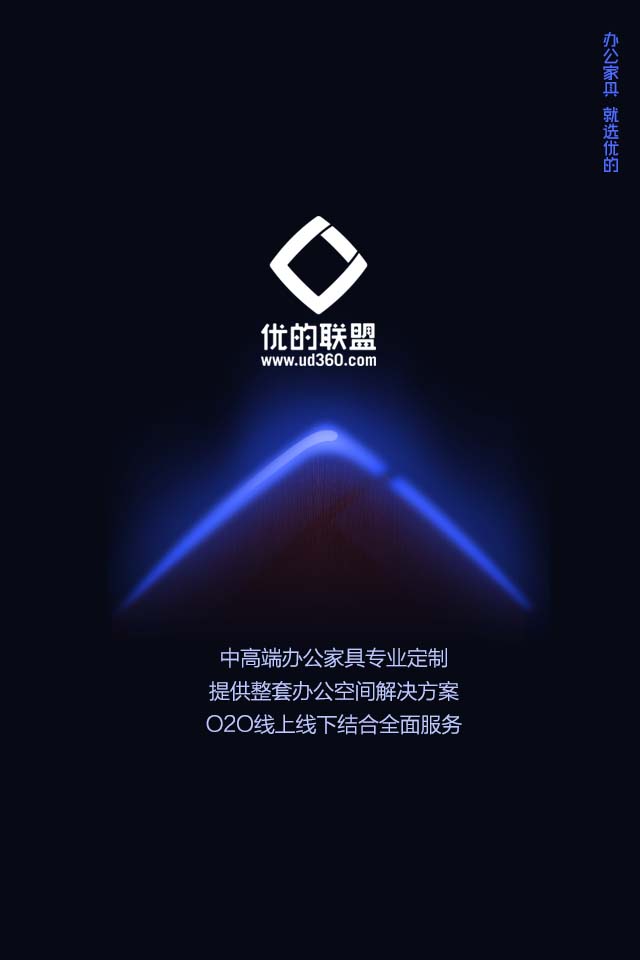 办公家具 就选优的
优的联盟
www.ud360.com
中高端办公家具专业定制
提供整套办公空间解决方案
O2O线上线下结合全面服务